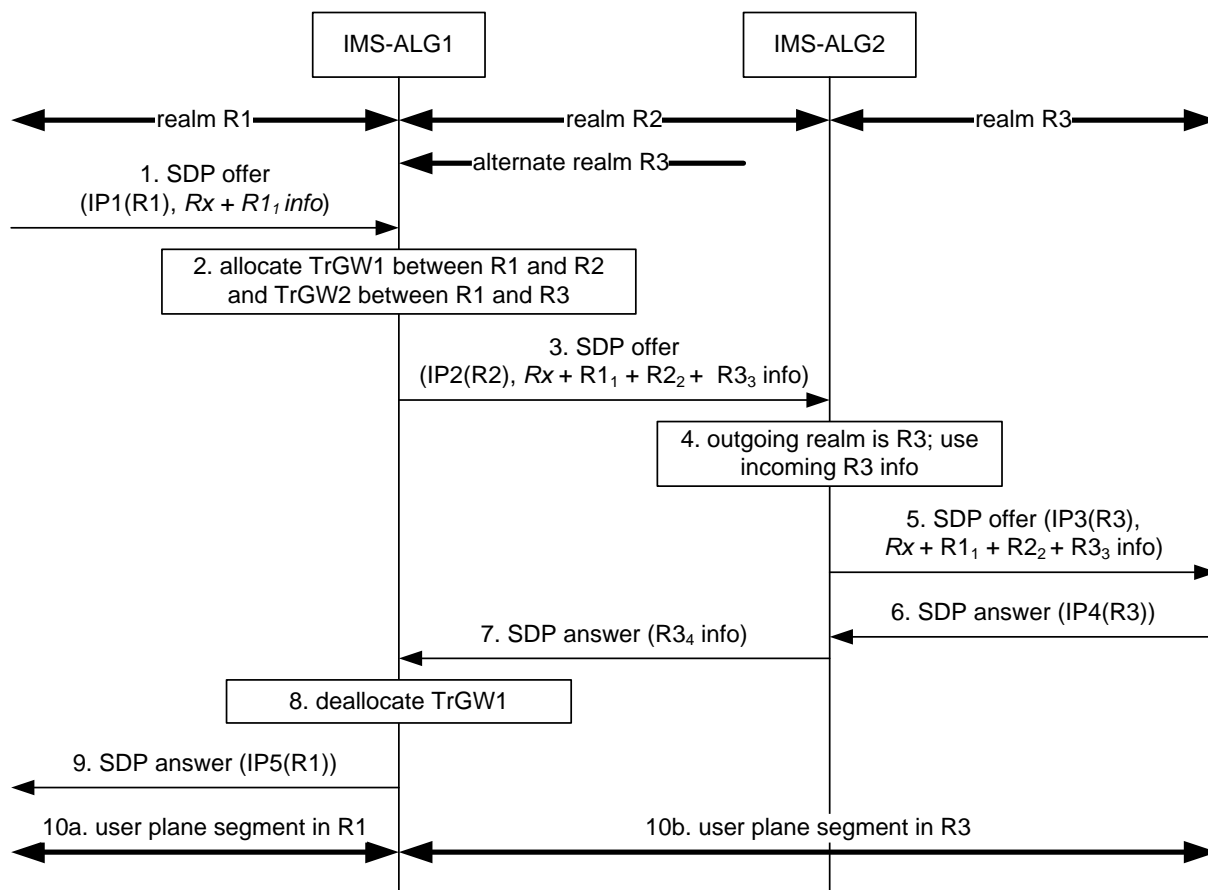 IMS-ALG1
IMS-ALG2
realm R1
realm R2
realm R3
alternate realm R3
1. SDP offer
(IP1(R1), Rx + R1₁ info)
2. allocate TrGW1 between R1 and R2
and TrGW2 between R1 and R3
3. SDP offer
(IP2(R2), Rx + R1₁ + R2₂ + R3₃ info)
4. outgoing realm is R3; use
incoming R3 info
5. SDP offer (IP3(R3),
Rx + R1₁ + R2₂ + R3₃ info)
6. SDP answer (IP4(R3))
7. SDP answer (R3₄ info)
8. deallocate TrGW1
9. SDP answer (IP5(R1))
10a. user plane segment in R1
10b. user plane segment in R3